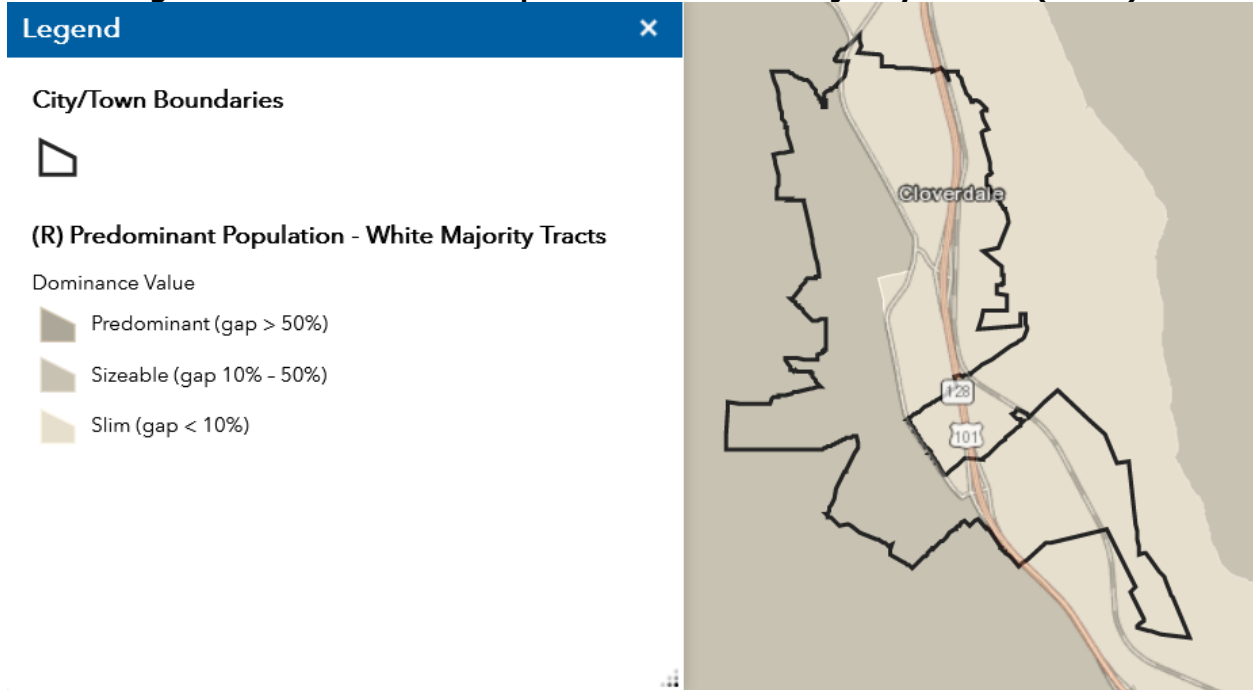 Legend
×
City/Town Boundaries
(R) Predominant Population - White Majority Tracts
Dominance Value
Predominant (gap > 50%)
Sizeable (gap 10% – 50%)
Slim (gap < 10%)
Cloverdale
128
101